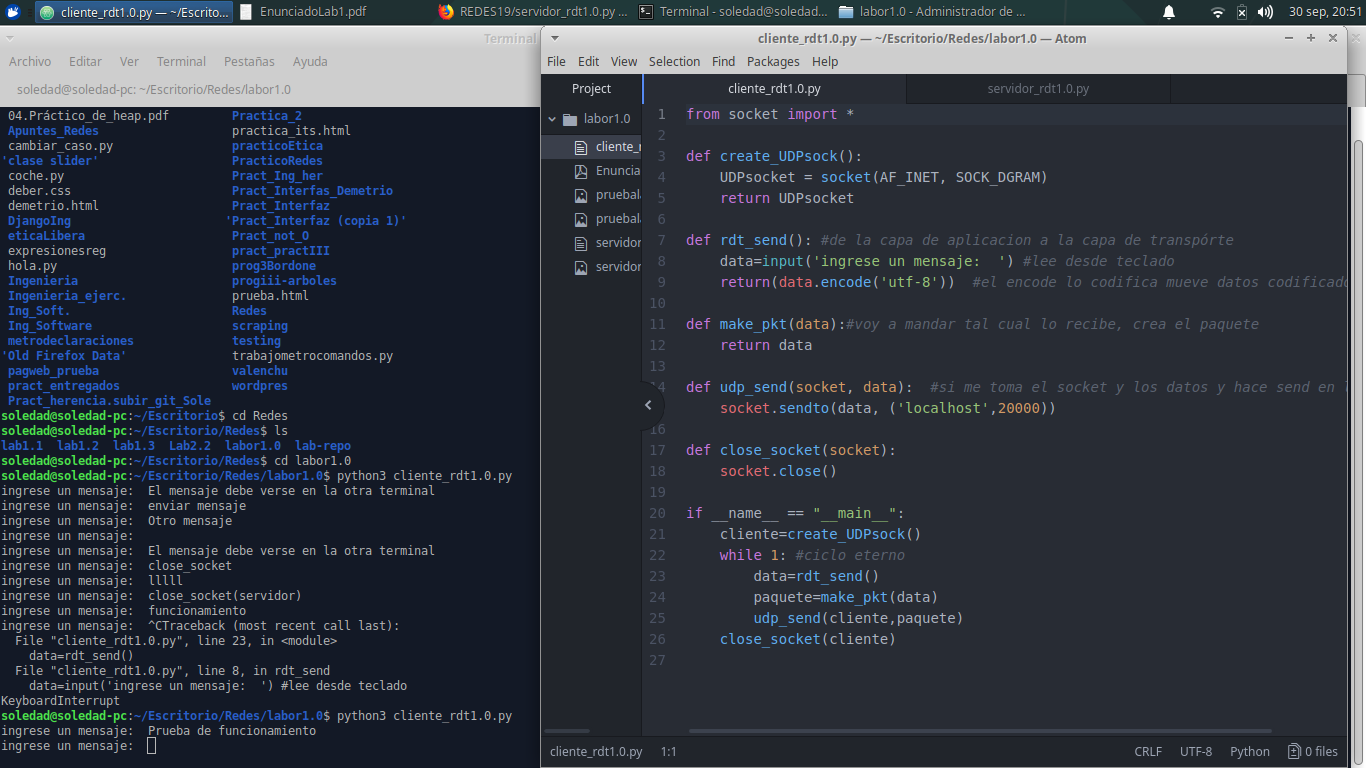 cliente_rdt1.0.py — ~/Escrito...
EnunciadoLab1.pdf
REDES19/servidor_rdt1.0.py ...
Terminal - soledad@soledad...
labor1.0 - Administrador de ...
30 sep, 20:51
Terminal
Archivo Editar Ver Terminal Pestañas Ayuda
soledad@soledad-pc: ~/Escritorio/Redes/labor1.0
04.Práctico_de_heap.pdf Practica_2
Apuntes_Redes practica_its.html
cambiar_caso.py practicoEtica
'clase slider' PracticoRedes
coche.py Pract_Ing_her
deber.css Pract_Interfas_Demetrio
demetrio.html Pract_Interfaz
DjangoIng 'Pract_Interfaz (copia 1)'
eticaLibera Pract_not_O
expresionesreg pract_practIII
hola.py prog3Bordone
Ingenieria progiii-arboles
Ingenieria_ejerc. prueba.html
Ing_Soft. Redes
Ing_Software scraping
metrodeclaraciones testing
'Old Firefox Data' trabajometrocomandos.py
pagweb_prueba valenchu
pract_entregados wordpres
Pract_herencia.subir_git_Sole
soledad@soledad-pc:~/Escritorio$ cd Redes
soledad@soledad-pc:~/Escritorio/Redes$ ls
lab1.1 lab1.2 lab1.3 Lab2.2 labor1.0 lab-repo
soledad@soledad-pc:~/Escritorio/Redes$ cd labor1.0
soledad@soledad-pc:~/Escritorio/Redes/labor1.0$ python3 cliente_rdt1.0.py
ingrese un mensaje: El mensaje debe verse en la otra terminal
ingrese un mensaje: enviar mensaje
ingrese un mensaje: Otro mensaje
ingrese un mensaje:
ingrese un mensaje: El mensaje debe verse en la otra terminal
ingrese un mensaje: close_socket
ingrese un mensaje: lllll
ingrese un mensaje: close_socket(servidor)
ingrese un mensaje: funcionamiento
ingrese un mensaje: ^CTraceback (most recent call last):
File "cliente_rdt1.0.py", line 23, in <module>
data=rdt_send()
File "cliente_rdt1.0.py", line 8, in rdt_send
data=input('ingrese un mensaje:  ') #lee desde teclado
KeyboardInterrupt
soledad@soledad-pc:~/Escritorio/Redes/labor1.0$ python3 cliente_rdt1.0.py
ingrese un mensaje: Prueba de funcionamiento
ingrese un mensaje:
cliente_rdt1.0.py — ~/Escritorio/Redes/labor1.0 — Atom
File Edit View Selection Find Packages Help
Project
labor1.0
cliente_r
Enuncia
prueba
prueba
servidor
servidor
cliente_rdt1.0.py servidor_rdt1.0.py
1 from socket import *
2
3 def create_UDPsock():
4 UDPsocket = socket(AF_INET, SOCK_DGRAM)
5 return UDPsocket
6
7 def rdt_send(): #de la capa de aplicacion a la capa de transpórte
8 data=input('ingrese un mensaje:  ') #lee desde teclado
9 return(data.encode('utf-8'))  #el encode lo codifica mueve datos codificado
10
11 def make_pkt(data):#voy a mandar tal cual lo recibe, crea el paquete
12 return data
13
14 def udp_send(socket, data):  #si me toma el socket y los datos y hace send en
15 socket.sendto(data, ('localhost',20000))
16
17 def close_socket(socket):
18 socket.close()
19
20 if __name__ == "__main__":
21 cliente=create_UDPsock()
22 while 1: #ciclo eterno
23 data=rdt_send()
24 paquete=make_pkt(data)
25 udp_send(cliente,paquete)
26 close_socket(cliente)
27
cliente_rdt1.0.py 1:1 CRLF UTF-8 Python 0 files